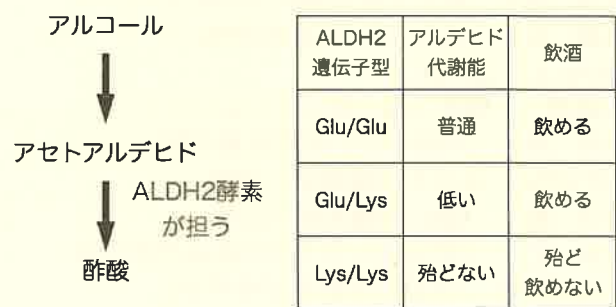 アルコール
アセトアルデヒド
ALDH2酵素
が担う
酢酸
ALDH2
遺伝子型
アルデヒド
代謝能
飲酒
Glu/Glu
普通
飲める
Glu/Lys
低い
飲める
Lys/Lys
殆どない
殆ど
飲めない